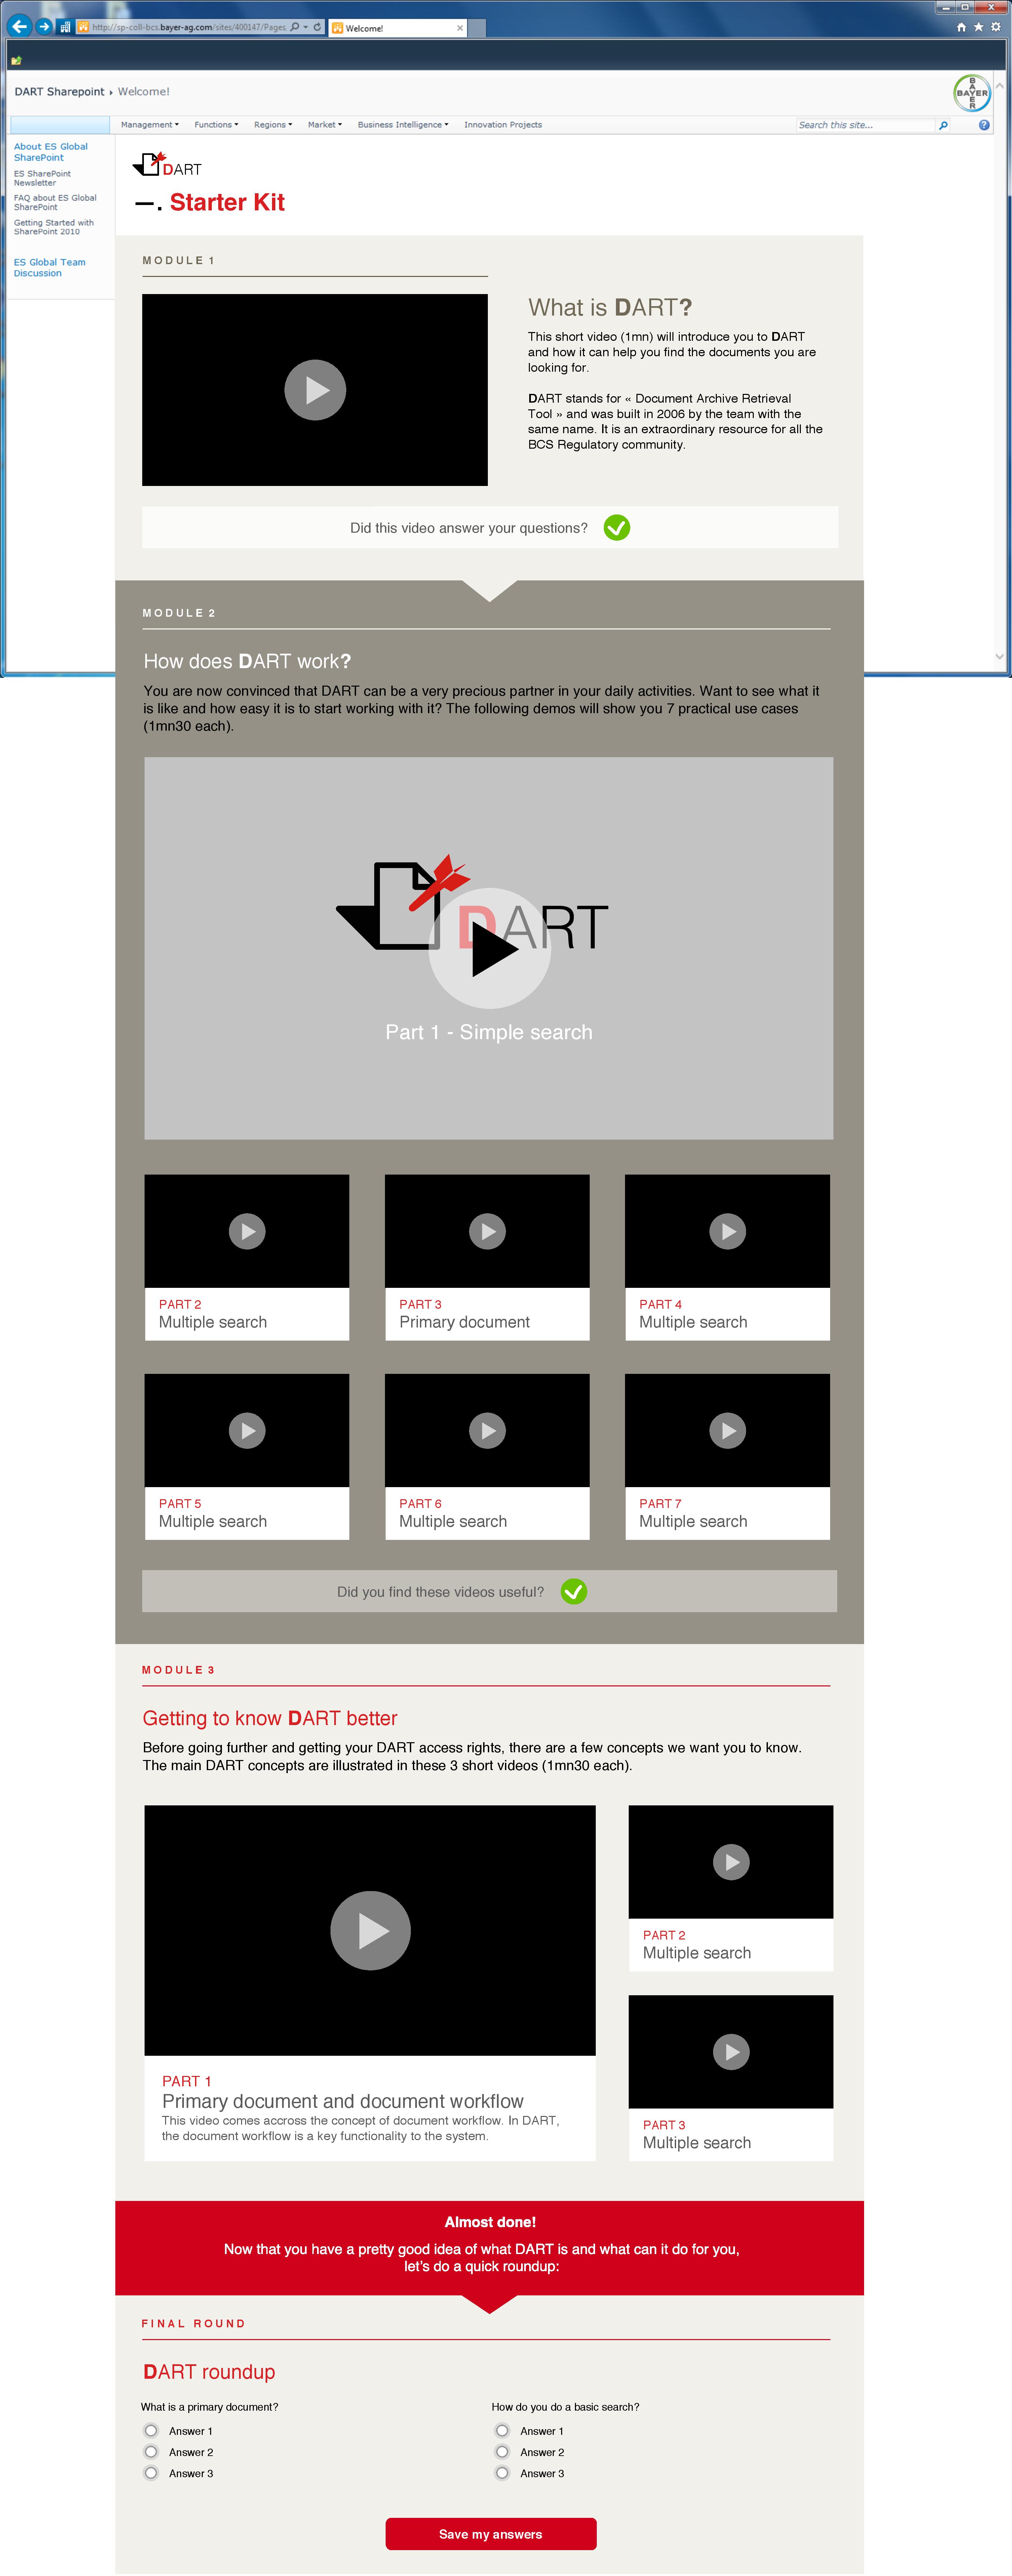 http://sp-coll-bcs.bayer-ag.com/sites/400147/Pages
Welcome!
DART Sharepoint
Welcome!
BAYER
BAYER
Management
Functions
Regions
Market
Business Intelligence
Innovation Projects
Search this site...
About ES Global
SharePoint
ES SharePoint
Newsletter
FAQ about ES Global
SharePoint
Getting Started with
SharePoint 2010
ES Global Team
Discussion
DART
–. Starter Kit
MODULE 1
What is DART?
This short video (1mn) will introduce you to DART
and how it can help you find the documents you are
looking for.
DART stands for « Document Archive Retrieval
Tool » and was built in 2006 by the team with the
same name. It is an extraordinary resource for all the
BCS Regulatory community.
Did this video answer your questions?
MODULE 2
How does DART work?
You are now convinced that DART can be a very precious partner in your daily activities. Want to see what it
is like and how easy it is to start working with it? The following demos will show you 7 practical use cases
(1mn30 each).
DART
Part 1 - Simple search
PART 2
Multiple search
PART 3
Primary document
PART 4
Multiple search
PART 5
Multiple search
PART 6
Multiple search
PART 7
Multiple search
Did you find these videos useful?
MODULE 3
Getting to know DART better
Before going further and getting your DART access rights, there are a few concepts we want you to know.
The main DART concepts are illustrated in these 3 short videos (1mn30 each).
PART 1
Primary document and document workflow
This video comes accross the concept of document workflow. In DART,
the document workflow is a key functionality to the system.
PART 2
Multiple search
PART 3
Multiple search
Almost done!
Now that you have a pretty good idea of what DART is and what can it do for you,
let's do a quick roundup:
FINAL ROUND
DART roundup
What is a primary document?
Answer 1
Answer 2
Answer 3
How do you do a basic search?
Answer 1
Answer 2
Answer 3
Save my answers